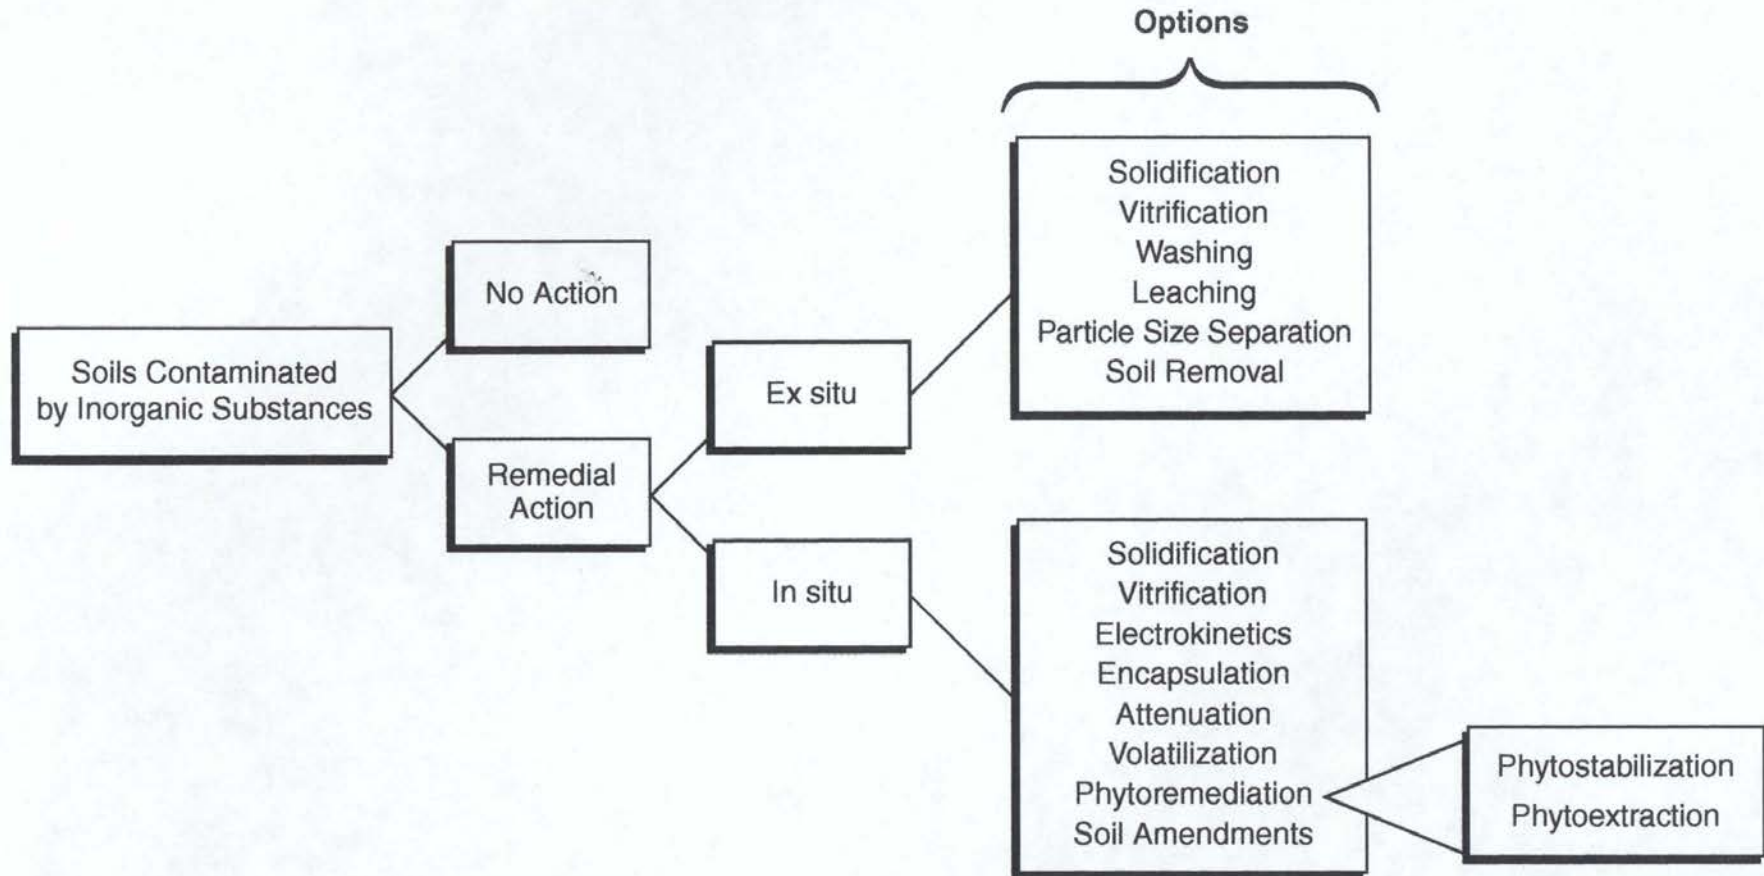 Options
Soils Contaminated
by Inorganic Substances
No Action
Remedial
Action
Ex situ
In situ
Solidification
Vitrification
Washing
Leaching
Particle Size Separation
Soil Removal
Solidification
Vitrification
Electrokinetics
Encapsulation
Attenuation
Volatilization
Phytoremediation
Soil Amendments
Phytostabilization
Phytoextraction